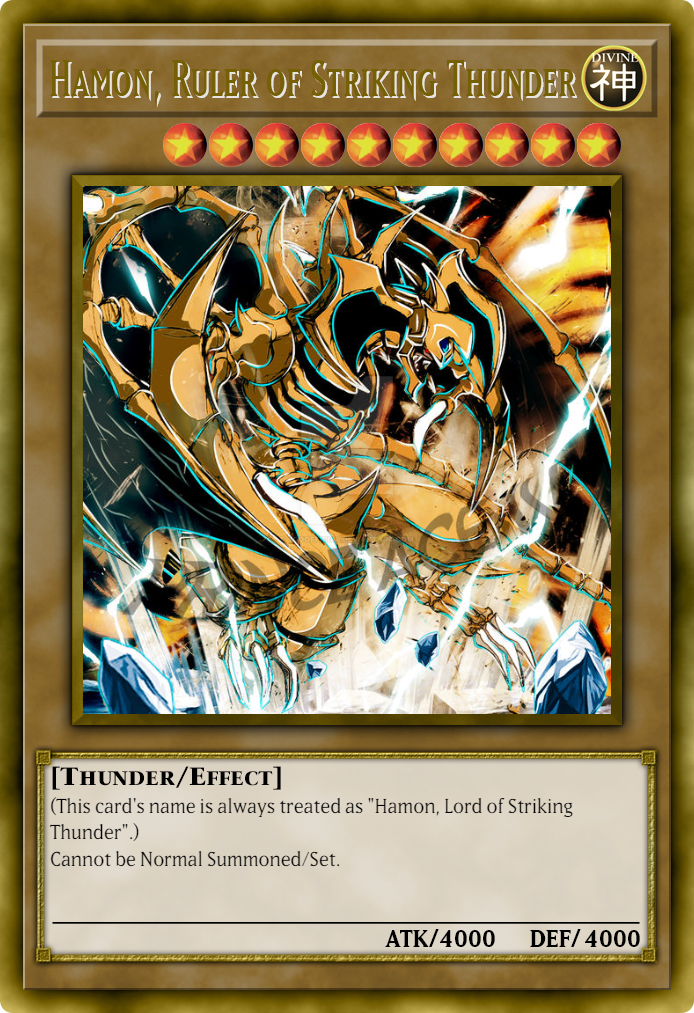 Hamon, Ruler of Striking Thunder
DIVINE
神
[Thunder/Effect]
(This card's name is always treated as "Hamon, Lord of Striking
Thunder".)
Cannot be Normal Summoned/Set.
ATK/4000 DEF/ 4000